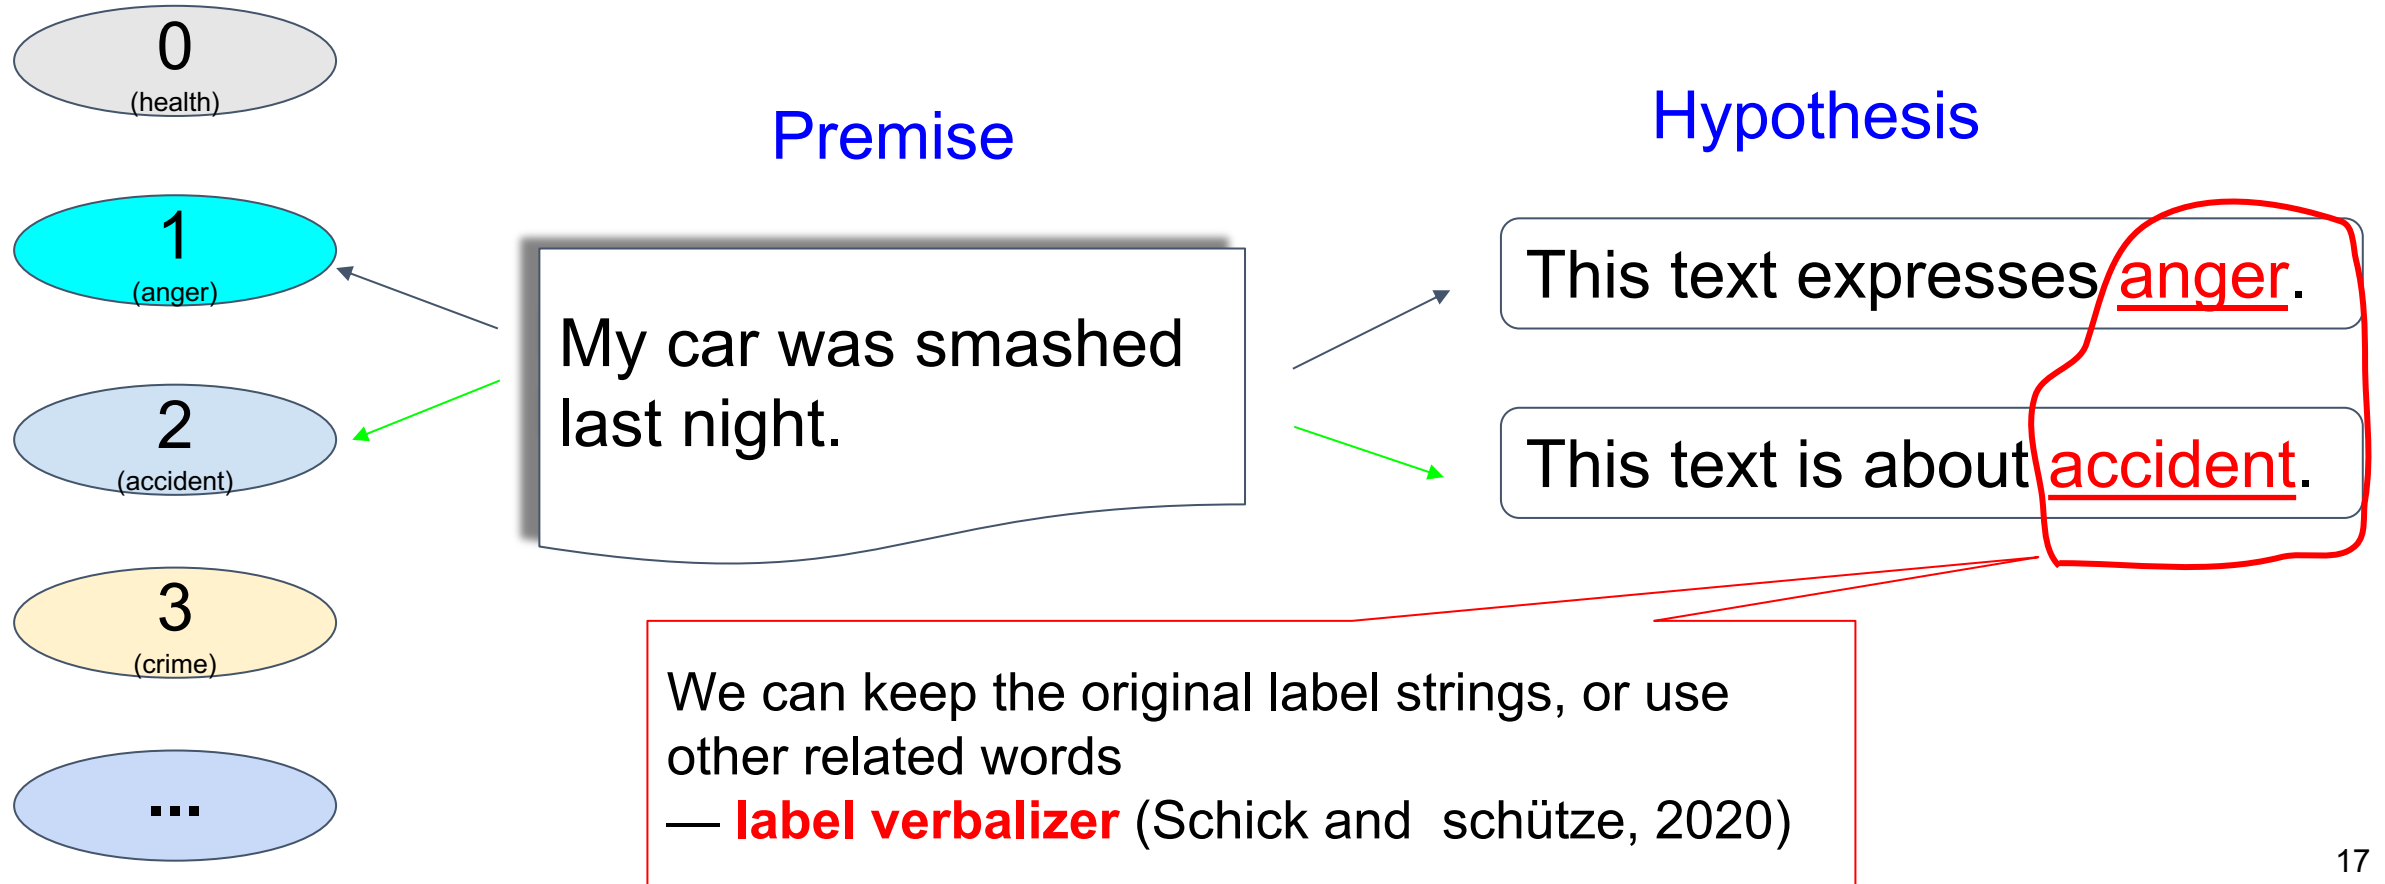 0
(health)
1
(anger)
2
(accident)
3
(crime)
...
Premise
My car was smashed
last night.
Hypothesis
This text expresses anger.
This text is about accident.
We can keep the original label strings, or use
other related words
— label verbalizer (Schick and  schütze, 2020)
17